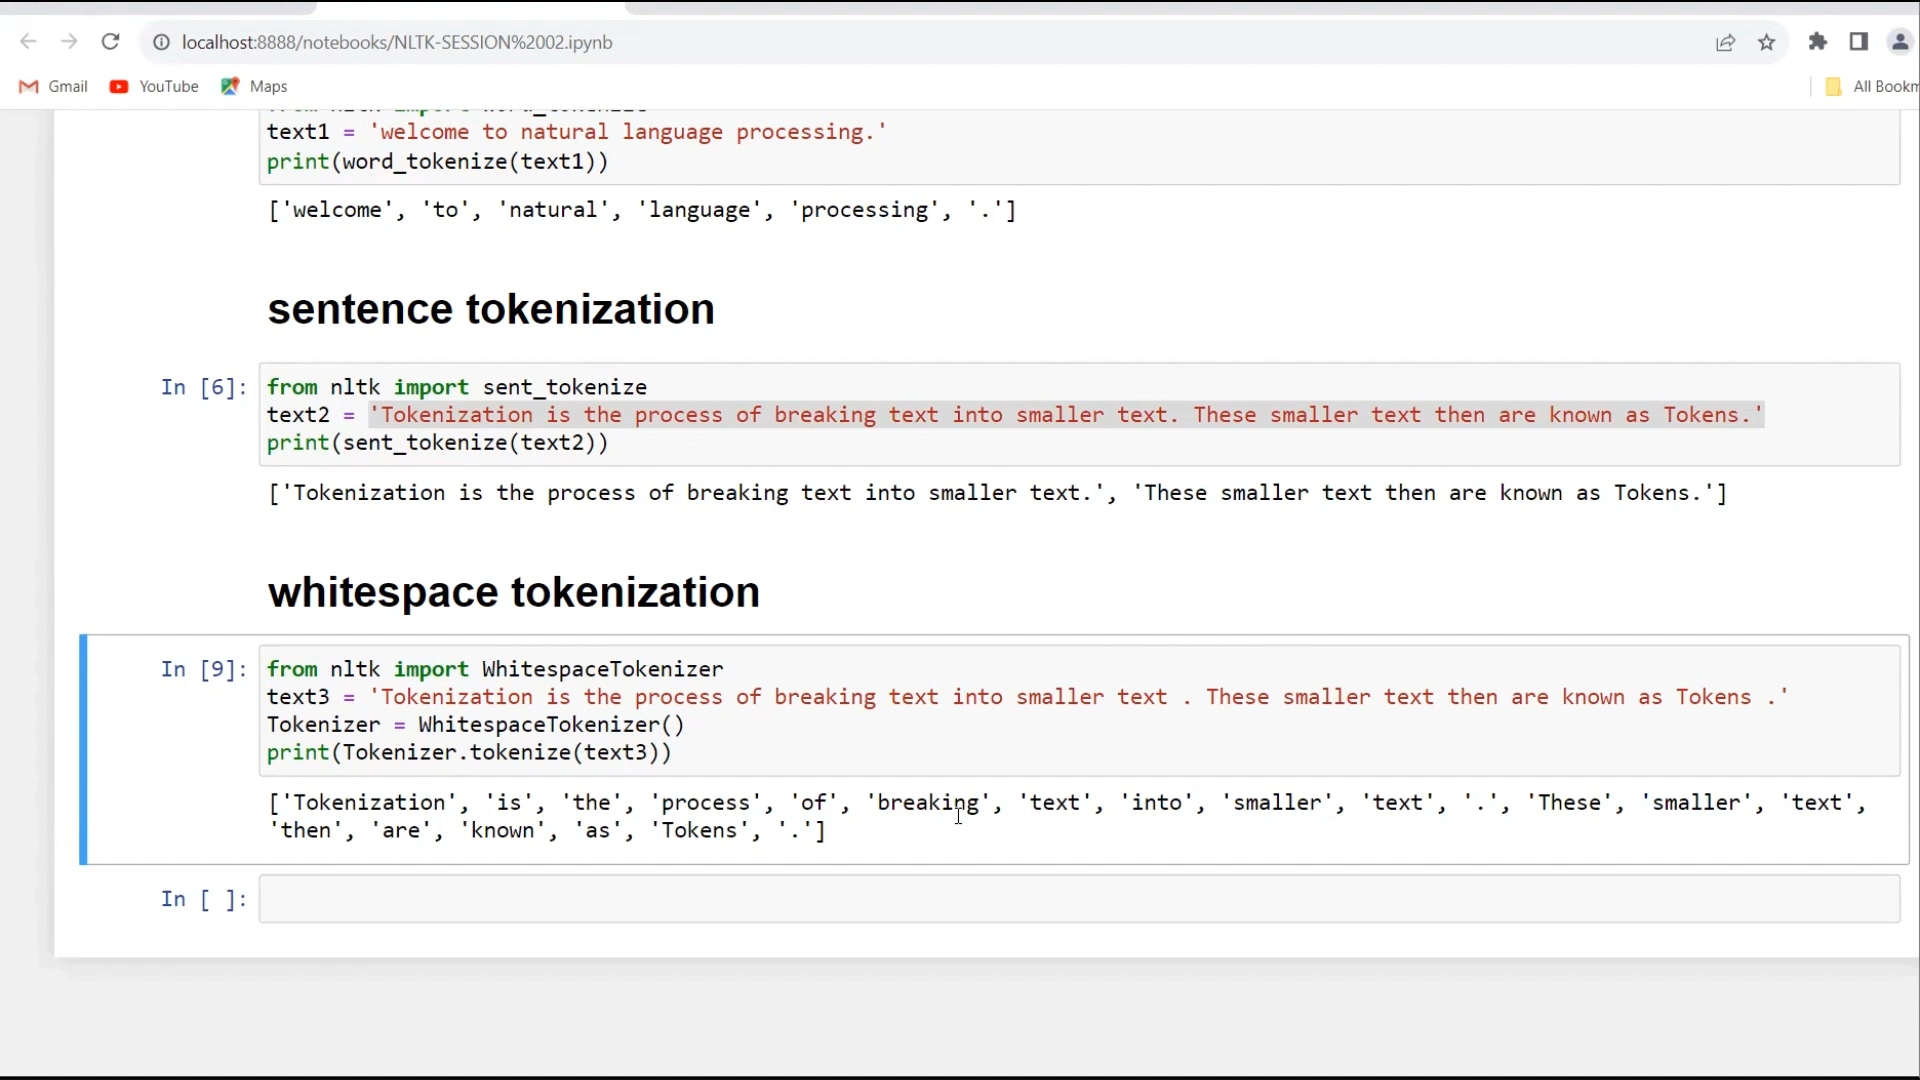 localhost:8888/notebooks/NLTK-SESSION%2002.ipynb
Gmail YouTube Maps All Bookm
from nltk import word_tokenize
text1 = 'welcome to natural language processing.'
print(word_tokenize(text1))
['welcome', 'to', 'natural', 'language', 'processing', '.']
sentence tokenization
In [6]: from nltk import sent_tokenize
text2 = 'Tokenization is the process of breaking text into smaller text. These smaller text then are known as Tokens.'
print(sent_tokenize(text2))
['Tokenization is the process of breaking text into smaller text.', 'These smaller text then are known as Tokens.']
whitespace tokenization
In [9]: from nltk import WhitespaceTokenizer
text3 = 'Tokenization is the process of breaking text into smaller text . These smaller text then are known as Tokens .'
Tokenizer = WhitespaceTokenizer()
print(Tokenizer.tokenize(text3))
['Tokenization', 'is', 'the', 'process', 'of', 'breaking', 'text', 'into', 'smaller', 'text', '.', 'These', 'smaller', 'text',
'then', 'are', 'known', 'as', 'Tokens', '.']
In [ ]: